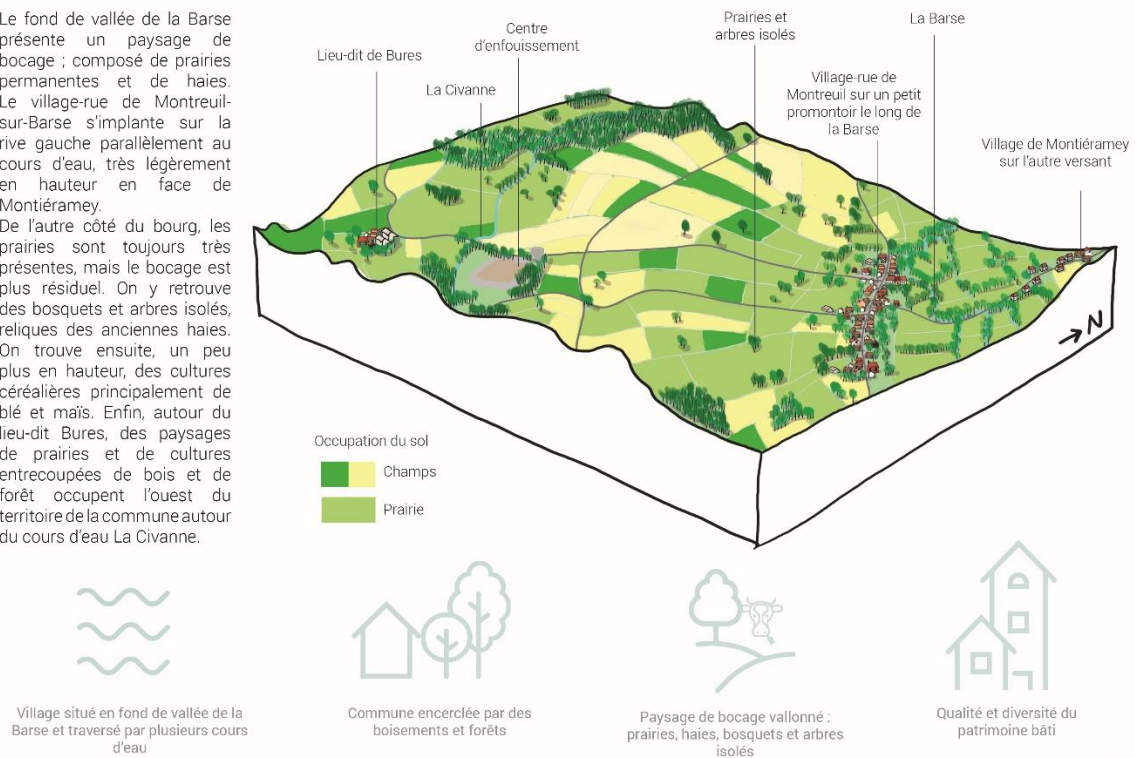 Le fond de vallée de la Barse
présente un paysage de
bocage ; composé de prairies
permanentes et de haies.
Le village-rue de Montreuil-
sur-Barse s'implante sur la
rive gauche parallèlement au
cours d'eau, très légèrement
en hauteur en face de
Montiéramey.
De l'autre côté du bourg, les
prairies sont toujours très
présentes, mais le bocage est
plus résiduel. On y retrouve
des bosquets et arbres isolés,
reliques des anciennes haies.
On trouve ensuite, un peu
plus en hauteur, des cultures
céréalières principalement de
blé et maïs. Enfin, autour du
lieu-dit Bures, des paysages
de prairies et de cultures
entrecoupées de bois et de
forêt occupent l'ouest du
territoire de la commune autour
du cours d'eau La Civanne.
Lieu-dit de Bures
La Civanne
Centre
d'enfouissement
Prairies et
arbres isolés
Village-rue de
Montreuil sur un petit
promontoir le long de
la Barse
La Barse
Village de Montiéramey
sur l'autre versant
N
Occupation du sol
Champs
Prairie
Village situé en fond de vallée de la
Barse et traversé par plusieurs cours
d'eau
Commune encerclée par des
boisements et forêts
Paysage de bocage vallonné :
prairies, haies, bosquets et arbres
isolés
Qualité et diversité du
patrimoine bâti